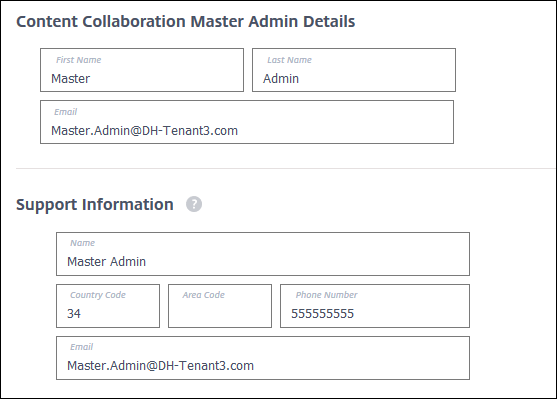 Content Collaboration Master Admin Details
First Name
Last Name
Master
Admin
Email
Master.Admin@DH-Tenant3.com
Support Information ?
Name
Master Admin
Country Code
Area Code
Phone Number
34
555555555
Email
Master.Admin@DH-Tenant3.com